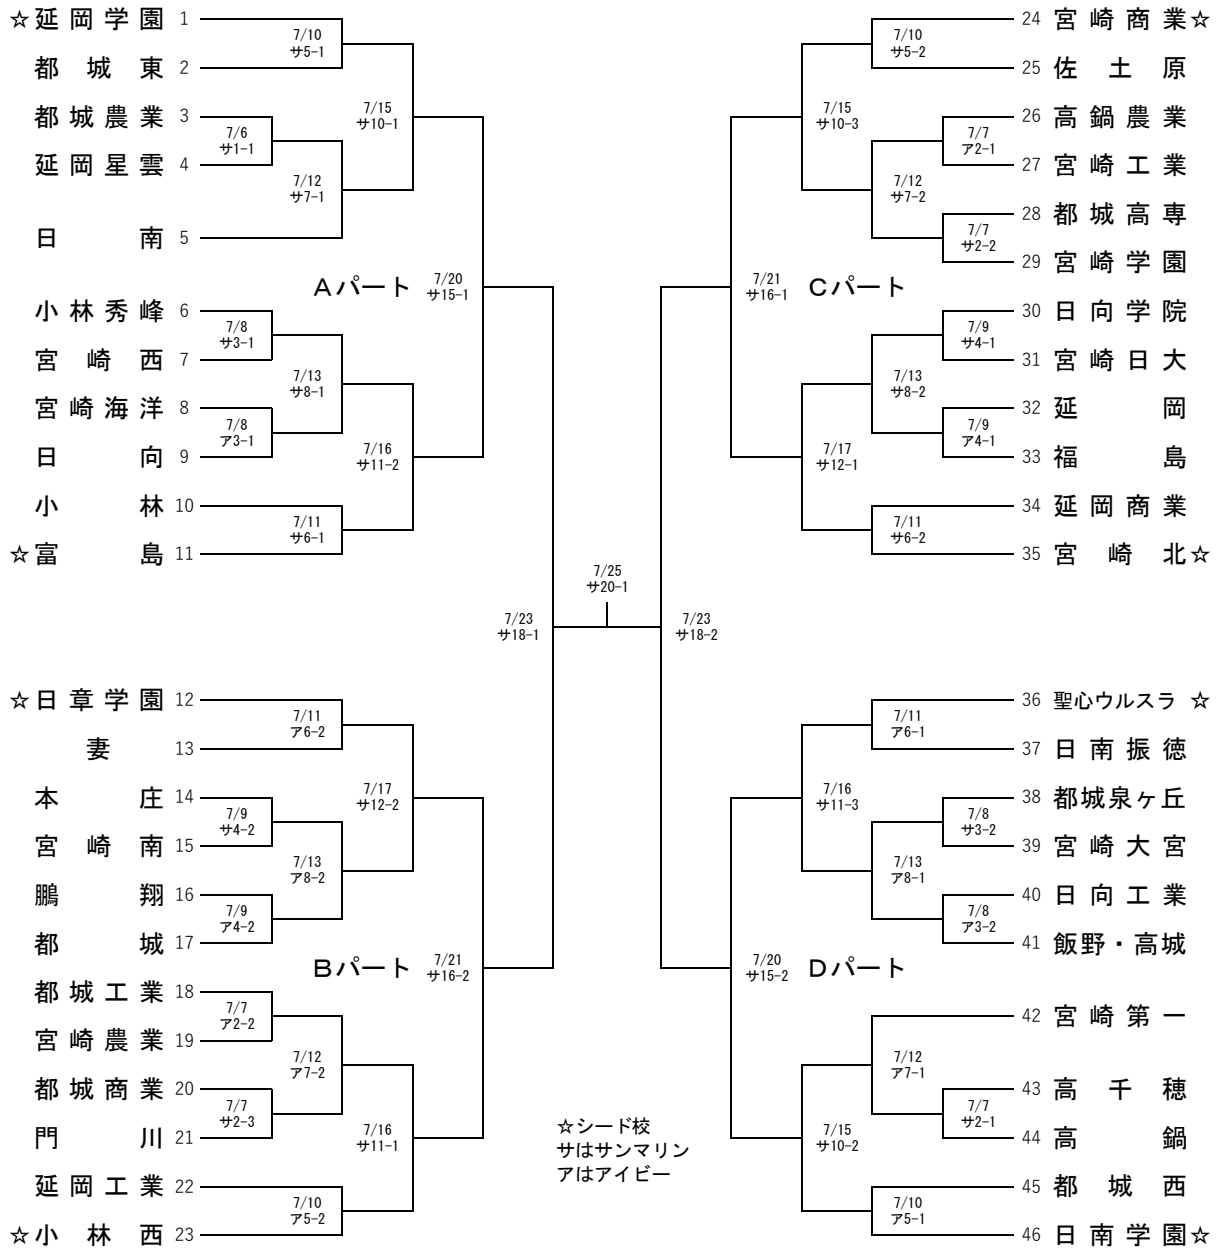 ☆延岡学園 1
都城東 2
都城農業 3
延岡星雲 4
日南 5
小林秀峰 6
宮崎西 7
宮崎海洋 8
日向 9
小林 10
☆富島 11
7/10
サ5-1
7/6
サ1-1
7/12
サ7-1
7/15
サ10-1
7/8
サ3-1
7/8
ア3-1
7/13
サ8-1
7/11
サ6-1
7/16
サ11-2
Aパート
7/20
サ15-1
☆日章学園 12
妻 13
本庄 14
宮崎南 15
鵬翔 16
都城 17
都城工業 18
宮崎農業 19
都城商業 20
門川 21
延岡工業 22
☆小林西 23
7/11
ア6-2
7/9
サ4-2
7/9
ア4-2
7/13
ア8-2
7/17
サ12-2
7/7
ア2-2
7/7
サ2-3
7/12
ア7-2
7/10
ア5-2
7/16
サ11-1
Bパート
7/21
サ16-2
7/23
サ18-1
7/25
サ20-1
7/23
サ18-2
24 宮崎商業☆
25 佐土原
26 高鍋農業
27 宮崎工業
28 都城高専
29 宮崎学園
30 日向学院
31 宮崎日大
32 延岡
33 福島
34 延岡商業
35 宮崎北☆
7/10
サ5-2
7/7
ア2-1
7/7
サ2-2
7/12
サ7-2
7/15
サ10-3
7/9
サ4-1
7/9
ア4-1
7/13
サ8-2
7/11
サ6-2
7/17
サ12-1
7/21
サ16-1
Cパート
36 聖心ウルスラ ☆
37 日南振徳
38 都城泉ヶ丘
39 宮崎大宮
40 日向工業
41 飯野・高城
42 宮崎第一
43 高千穂
44 高鍋
45 都城西
46 日南学園☆
7/11
ア6-1
7/8
サ3-2
7/8
ア3-2
7/13
ア8-1
7/16
サ11-3
7/12
ア7-1
7/7
サ2-1
7/10
ア5-1
7/15
サ10-2
7/20
サ15-2
Dパート
☆シード校
サはサンマリン
アはアイビー